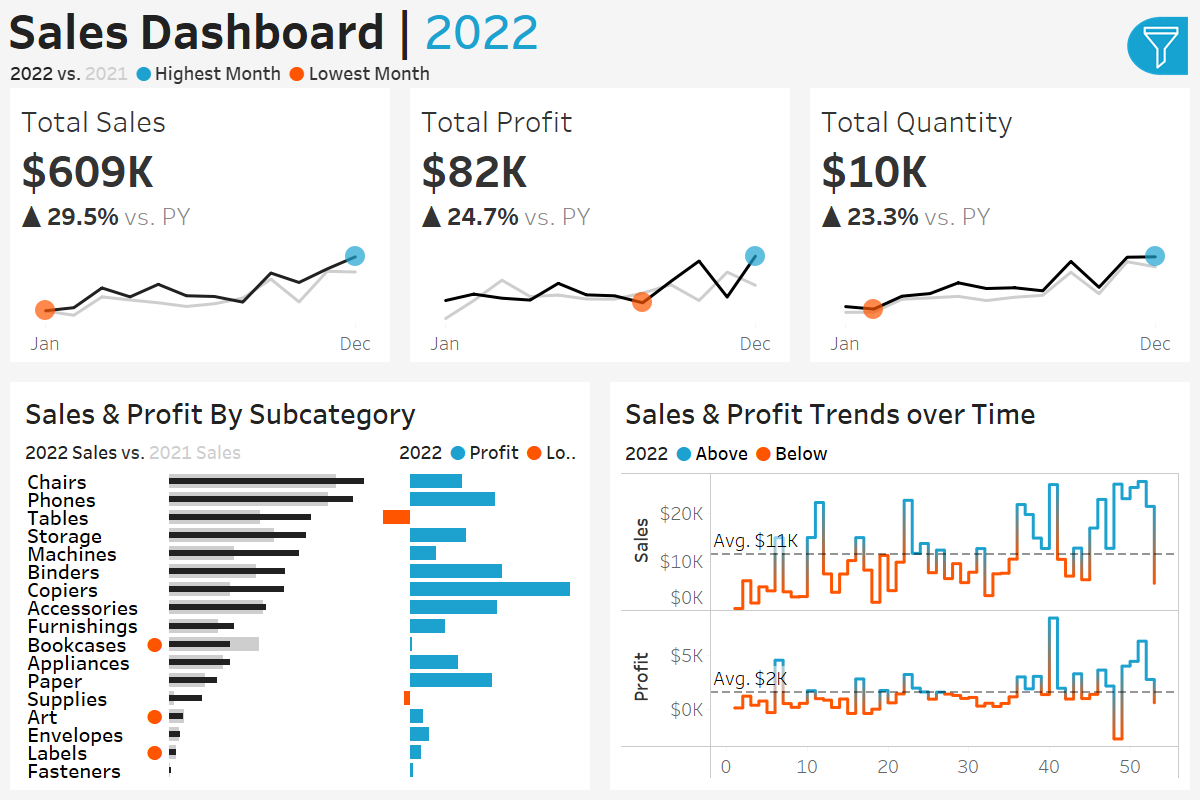 Sales Dashboard | 2022
2022 vs. 2021 Highest Month Lowest Month
Total Sales
$609K
▲ 29.5% vs. PY
Jan Dec
Total Profit
$82K
▲ 24.7% vs. PY
Jan Dec
Total Quantity
$10K
▲ 23.3% vs. PY
Jan Dec
Sales & Profit By Subcategory
2022 Sales vs. 2021 Sales 2022 Profit Lo..
Chairs
Phones
Tables
Storage
Machines
Binders
Copiers
Accessories
Furnishings
Bookcases
Appliances
Paper
Supplies
Art
Envelopes
Labels
Fasteners
Sales & Profit Trends over Time
2022 Above Below
Sales
$20K
Avg. $11K
$10K
$0K
Profit
$5K
Avg. $2K
$0K
0 10 20 30 40 50